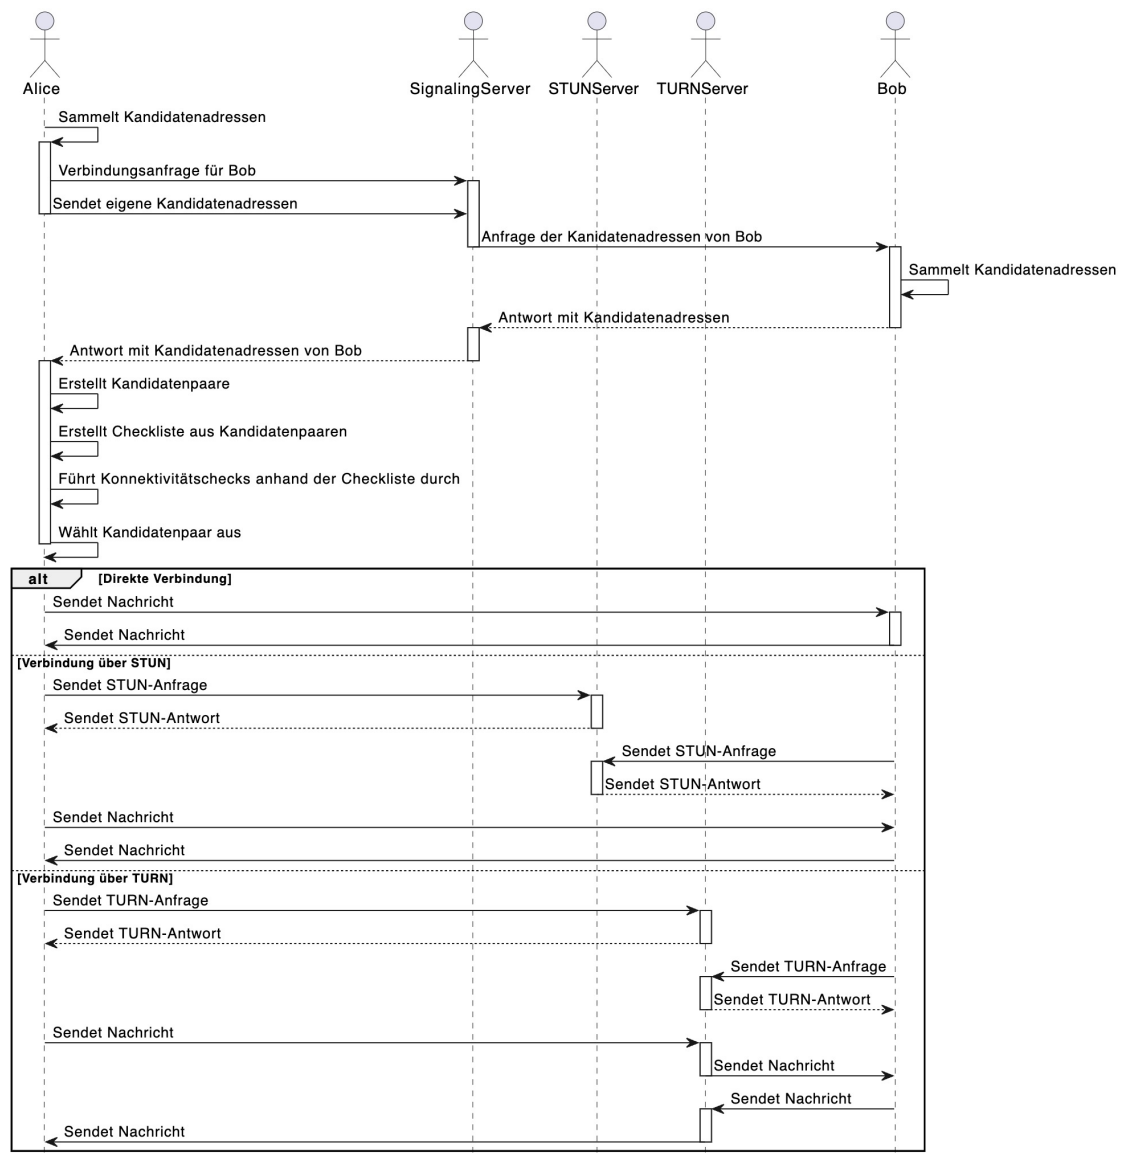 Alice
SignalingServer
STUNServer
TURNServer
Bob
Sammelt Kandidatenadressen
Verbindungsanfrage für Bob
Sendet eigene Kandidatenadressen
Anfrage der Kanidatenadressen von Bob
Sammelt Kandidatenadressen
Antwort mit Kandidatenadressen
Antwort mit Kandidatenadressen von Bob
Erstellt Kandidatenpaare
Erstellt Checkliste aus Kandidatenpaaren
Führt Konnektivitätschecks anhand der Checkliste durch
Wählt Kandidatenpaar aus
alt
[Direkte Verbindung]
Sendet Nachricht
Sendet Nachricht
[Verbindung über STUN]
Sendet STUN-Anfrage
Sendet STUN-Antwort
Sendet STUN-Anfrage
Sendet STUN-Antwort
Sendet Nachricht
Sendet Nachricht
[Verbindung über TURN]
Sendet TURN-Anfrage
Sendet TURN-Antwort
Sendet TURN-Anfrage
Sendet TURN-Antwort
Sendet Nachricht
Sendet Nachricht
Sendet Nachricht
Sendet Nachricht